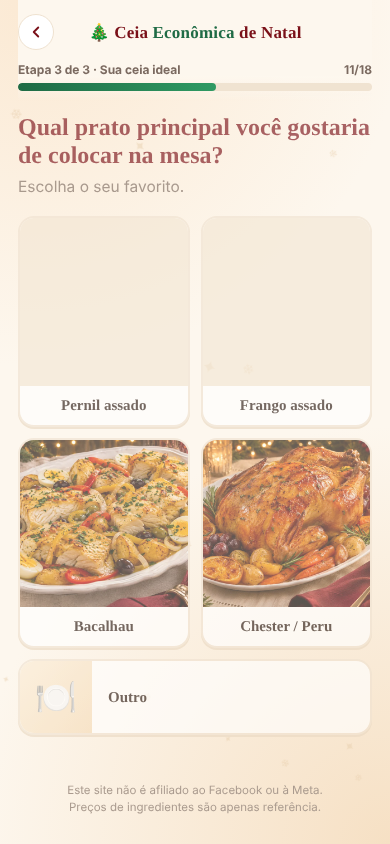 🎄 Ceia Econômica de Natal
Etapa 3 de 3 · Sua ceia ideal
11/18
Qual prato principal você gostaria
de colocar na mesa?
Escolha o seu favorito.
Pernil assado
Frango assado
Bacalhau
Chester / Peru
Outro
Este site não é afiliado ao Facebook ou à Meta.
Preços de ingredientes são apenas referência.